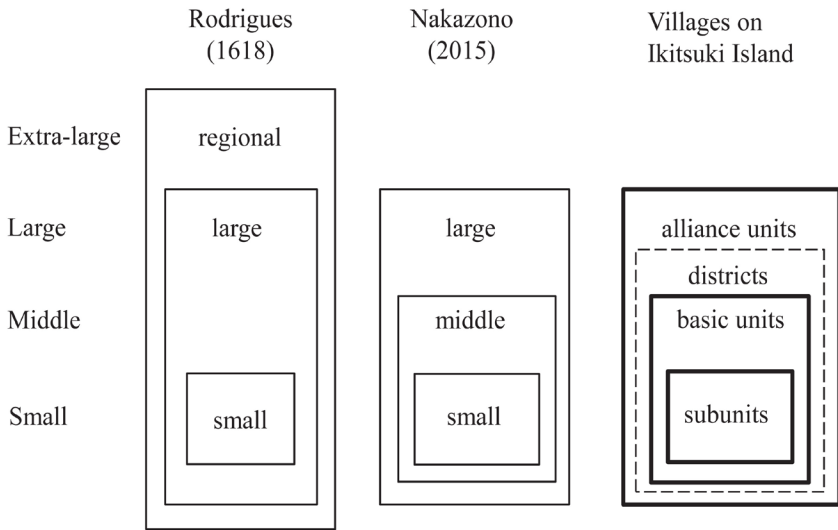 Rodrigues
(1618)
Nakazono
(2015)
Villages on
Ikitsuki Island
Extra-large
regional
Large
large
large
alliance units
districts
Middle
middle
basic units
Small
small
small
subunits